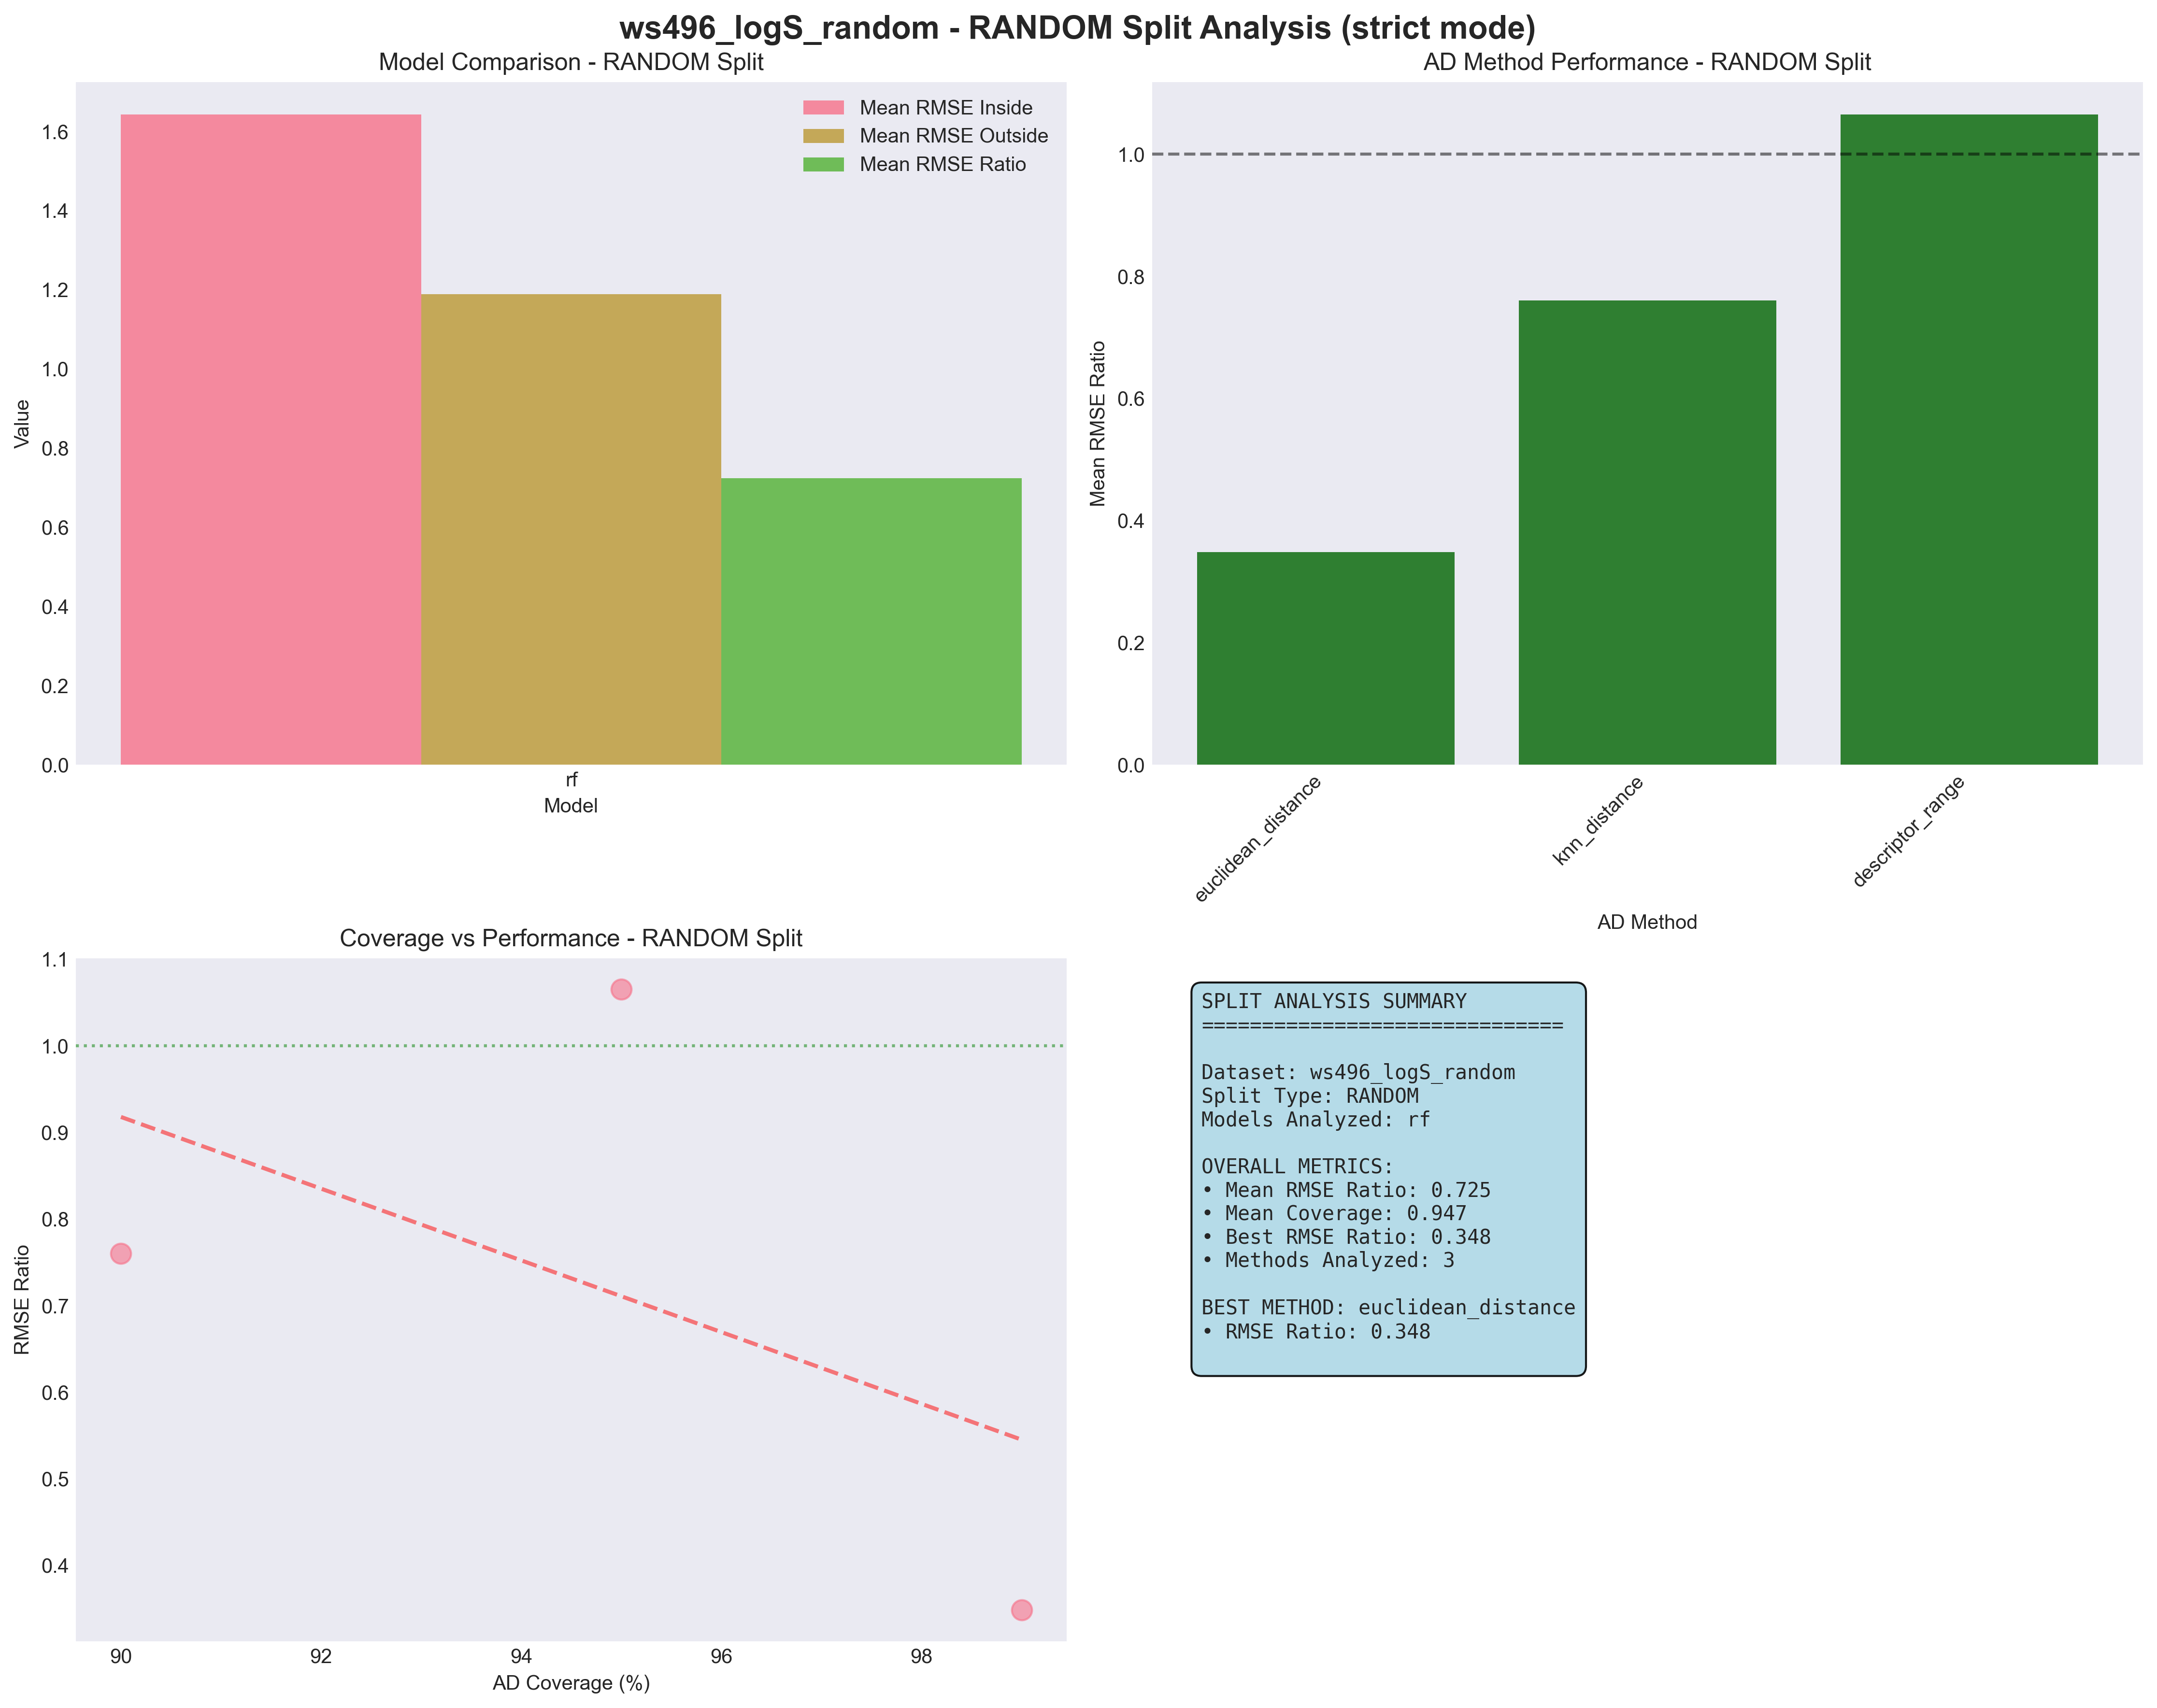 ws496_logS_random - RANDOM Split Analysis (strict mode)
Model Comparison - RANDOM Split
Mean RMSE Inside
Mean RMSE Outside
Mean RMSE Ratio
1.6
1.4
1.2
1.0
0.8
0.6
0.4
0.2
0.0
Value
rf
Model
AD Method Performance - RANDOM Split
1.0
0.8
0.6
0.4
0.2
0.0
Mean RMSE Ratio
euclidean_distance
knn_distance
descriptor_range
AD Method
Coverage vs Performance - RANDOM Split
1.1
1.0
0.9
0.8
0.7
0.6
0.5
0.4
RMSE Ratio
90
92
94
96
98
AD Coverage (%)
SPLIT ANALYSIS SUMMARY
==============================
Dataset: ws496_logS_random
Split Type: RANDOM
Models Analyzed: rf
OVERALL METRICS:
• Mean RMSE Ratio: 0.725
• Mean Coverage: 0.947
• Best RMSE Ratio: 0.348
• Methods Analyzed: 3
BEST METHOD: euclidean_distance
• RMSE Ratio: 0.348